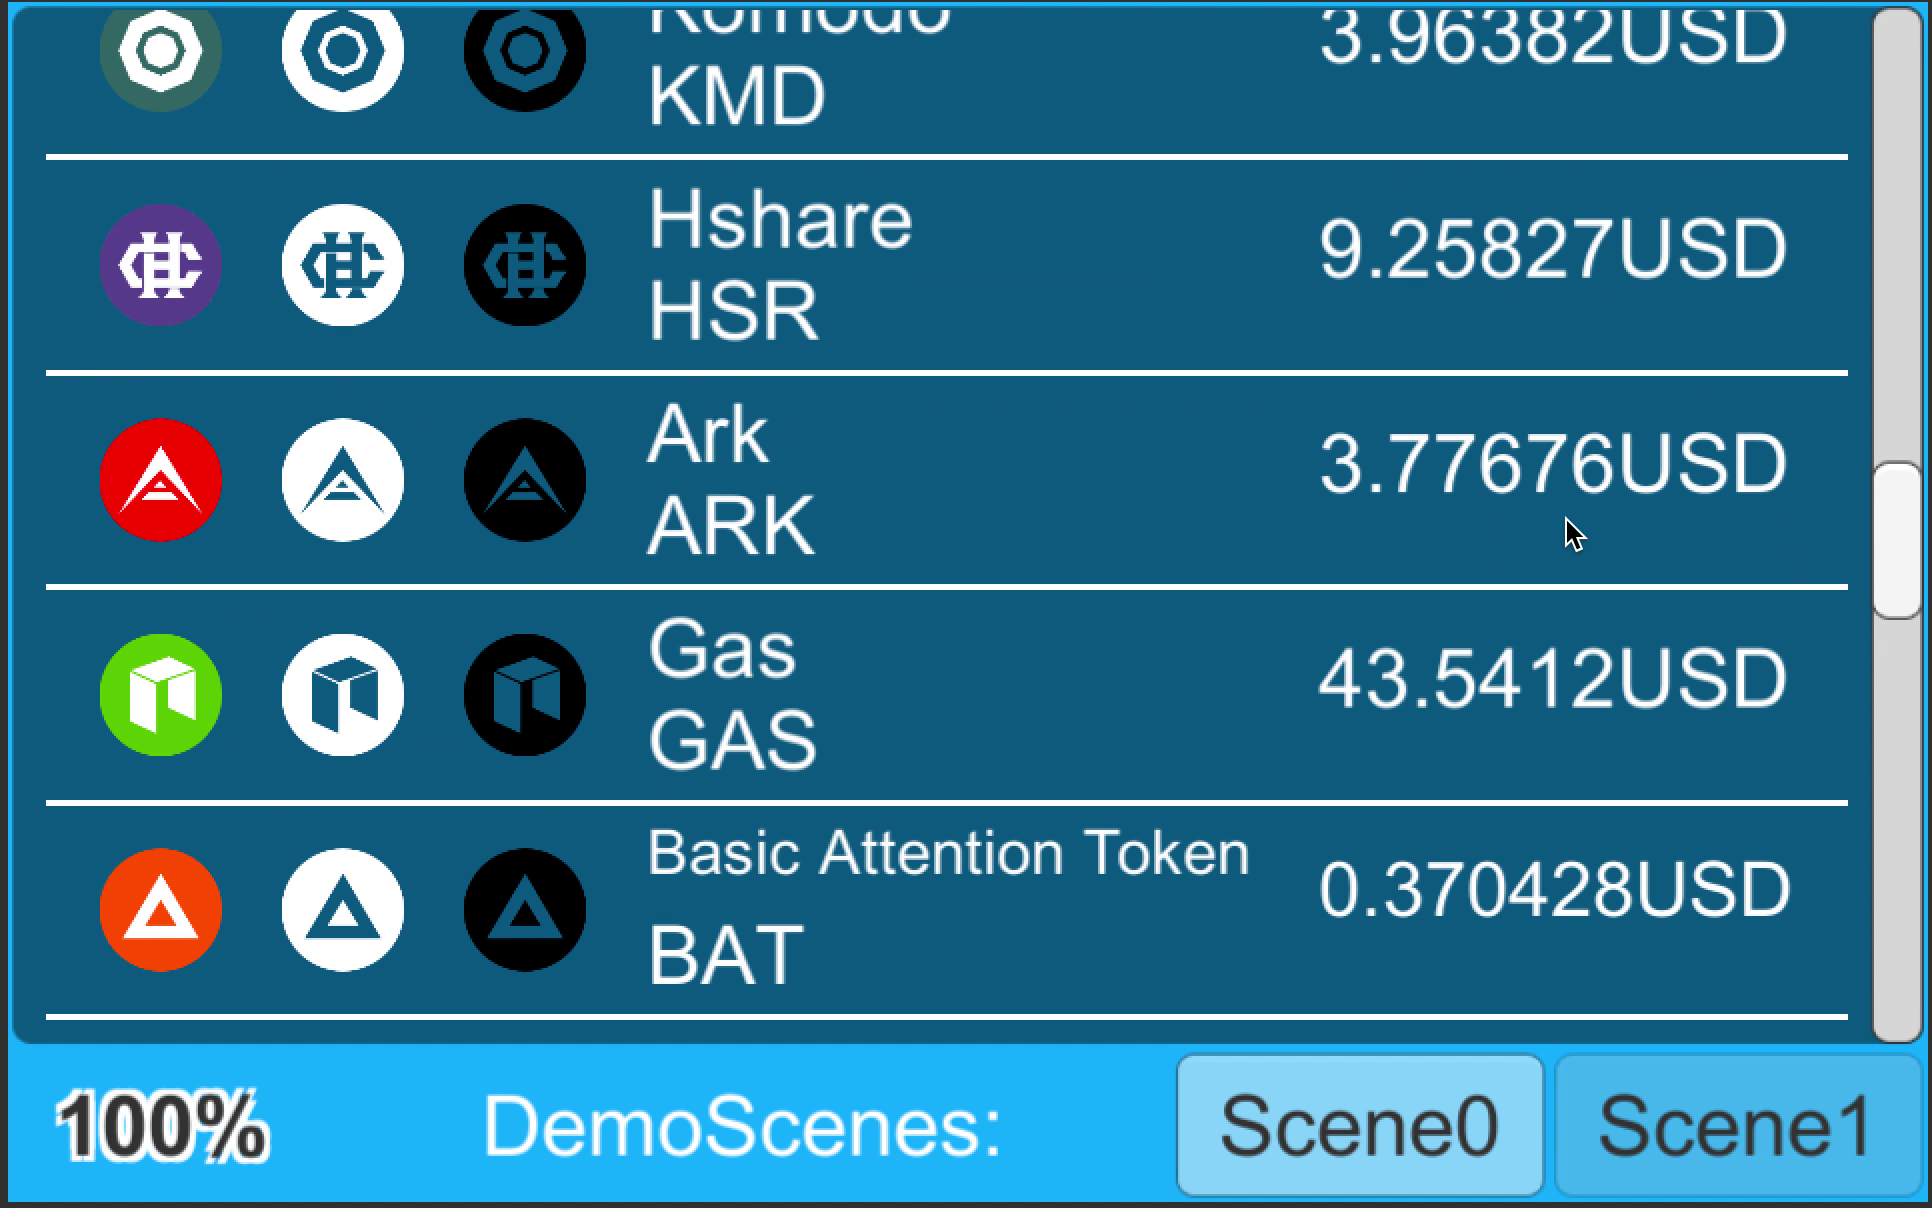 Komodo
3.96382USD
KMD
Hshare
9.25827USD
HSR
Ark
3.77676USD
ARK
Gas
43.5412USD
GAS
Basic Attention Token
0.370428USD
BAT
100%
DemoScenes:
Scene0
Scene1